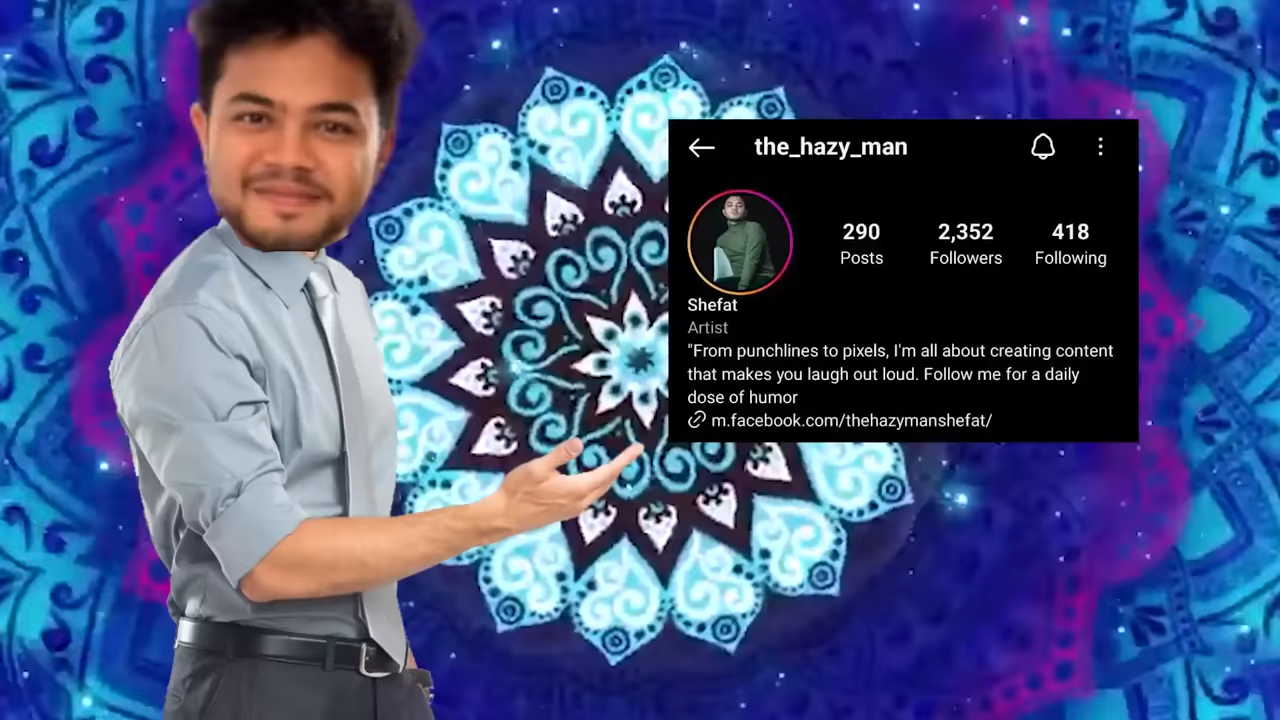 the_hazy_man
290 2,352 418
Posts Followers Following
Shefat
Artist
"From punchlines to pixels, I'm all about creating content
that makes you laugh out loud. Follow me for a daily
dose of humor
m.facebook.com/thehazymanshefat/